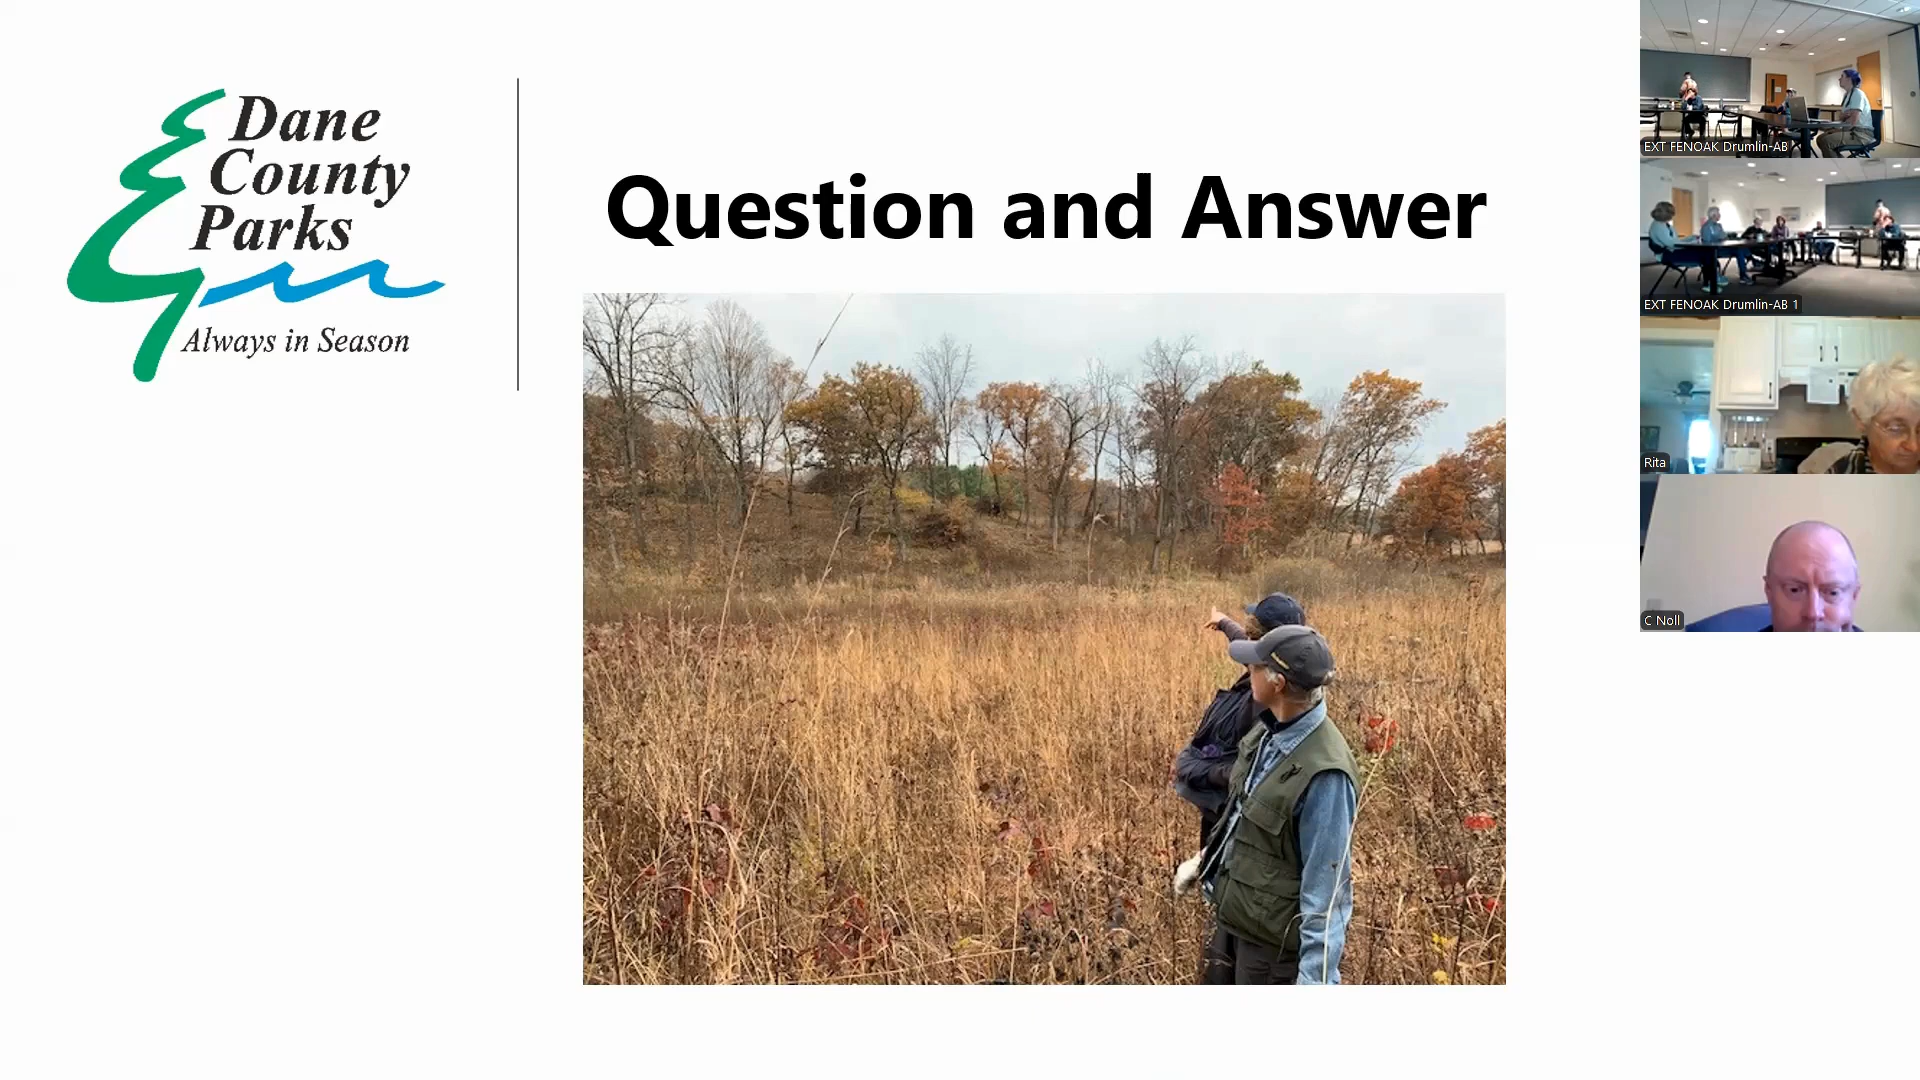 Dane
County
Parks
Always in Season
Question and Answer
EXT FENOAK Drumlin-AB
EXT FENOAK Drumlin-AB 1
Rita
C Noll